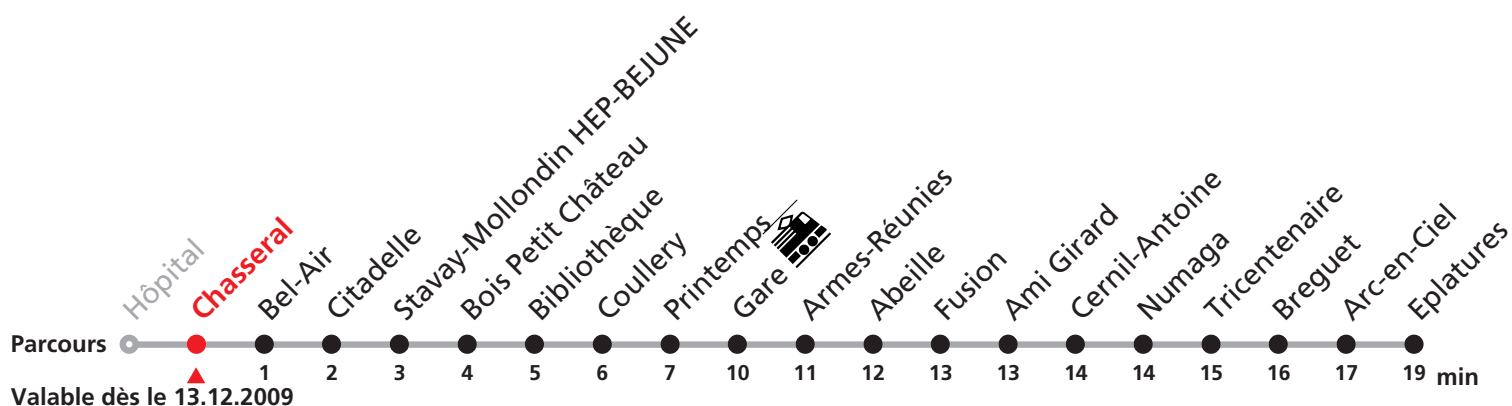 Hôpital
Chasseral
Bel-Air
Citadelle
Stavay-Mollondin HEP-BEJUNE
Bois Petit Château
Bibliothèque
Coullery
Printemps
Gare
Armes-Réunies
Abeille
Fusion
Ami Girard
Cernil-Antoine
Numaga
Tricentenaire
Breguet
Arc-en-Ciel
Eplatures
Parcours
1 2 3 4 5 6 7 10 11 12 13 13 14 14 15 16 17 19 min
Valable dès le 13.12.2009